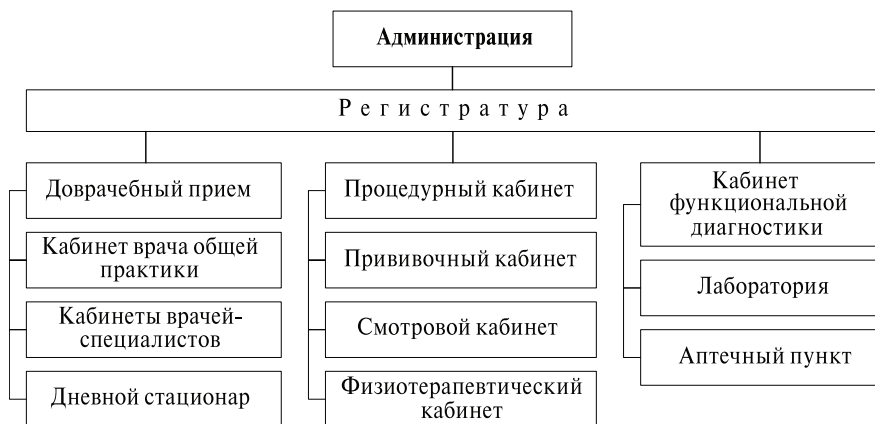 Администрация
Регистратура
Доврачебный прием
Кабинет врача общей
практики
Кабинеты врачей-
специалистов
Дневной стационар
Процедурный кабинет
Прививочный кабинет
Смотровой кабинет
Физиотерапевтический
кабинет
Кабинет
функциональной
диагностики
Лаборатория
Аптечный пункт